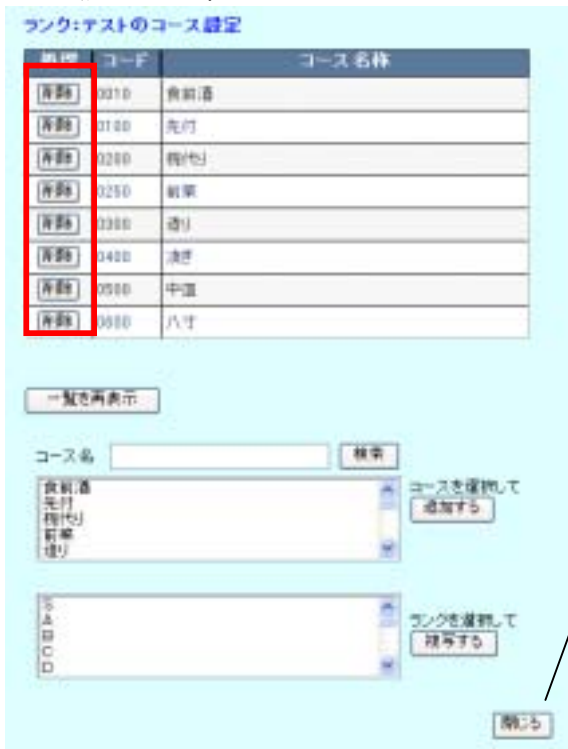 ランク:テストのコース設定
処理 コード コース名称
削除 0010 食前酒
削除 0100 先付
削除 0200 椀代り
削除 0250 前菜
削除 0300 造り
削除 0400 凌ぎ
削除 0500 中皿
削除 0600 八寸
一覧を再表示
コース名 検索
食前酒
先付
椀代り
前菜
造り
コースを選択して
追加する
S
A
B
C
D
ランクを選択して
複写する
閉じる